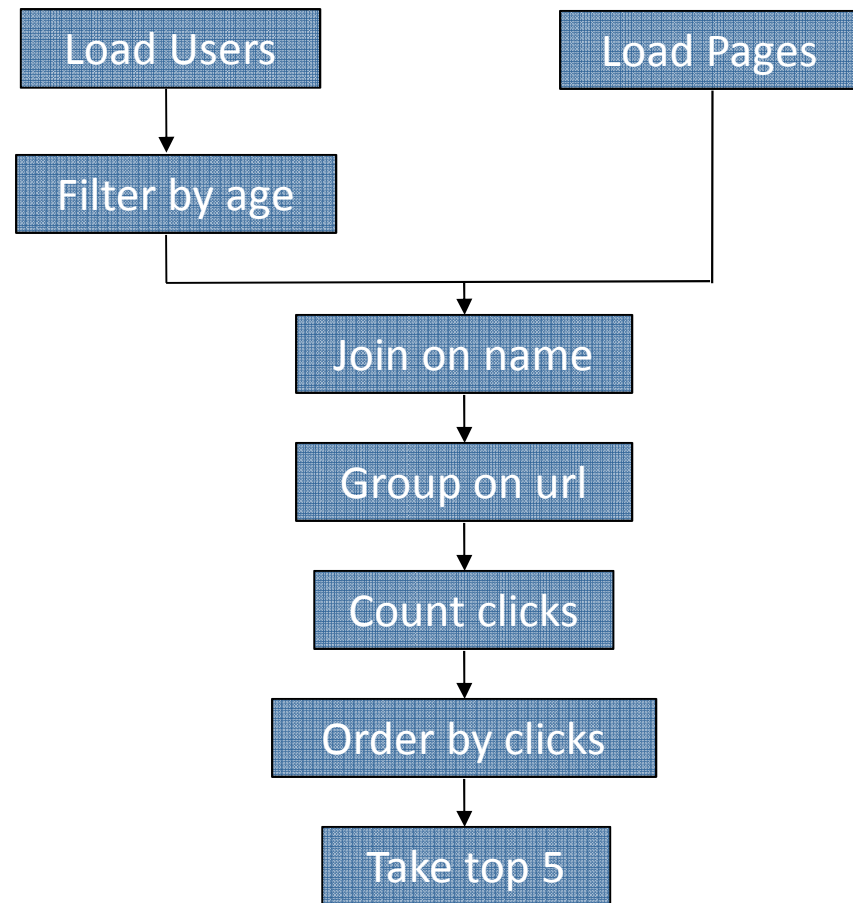 Load Users
Load Pages
Filter by age
Join on name
Group on url
Count clicks
Order by clicks
Take top 5